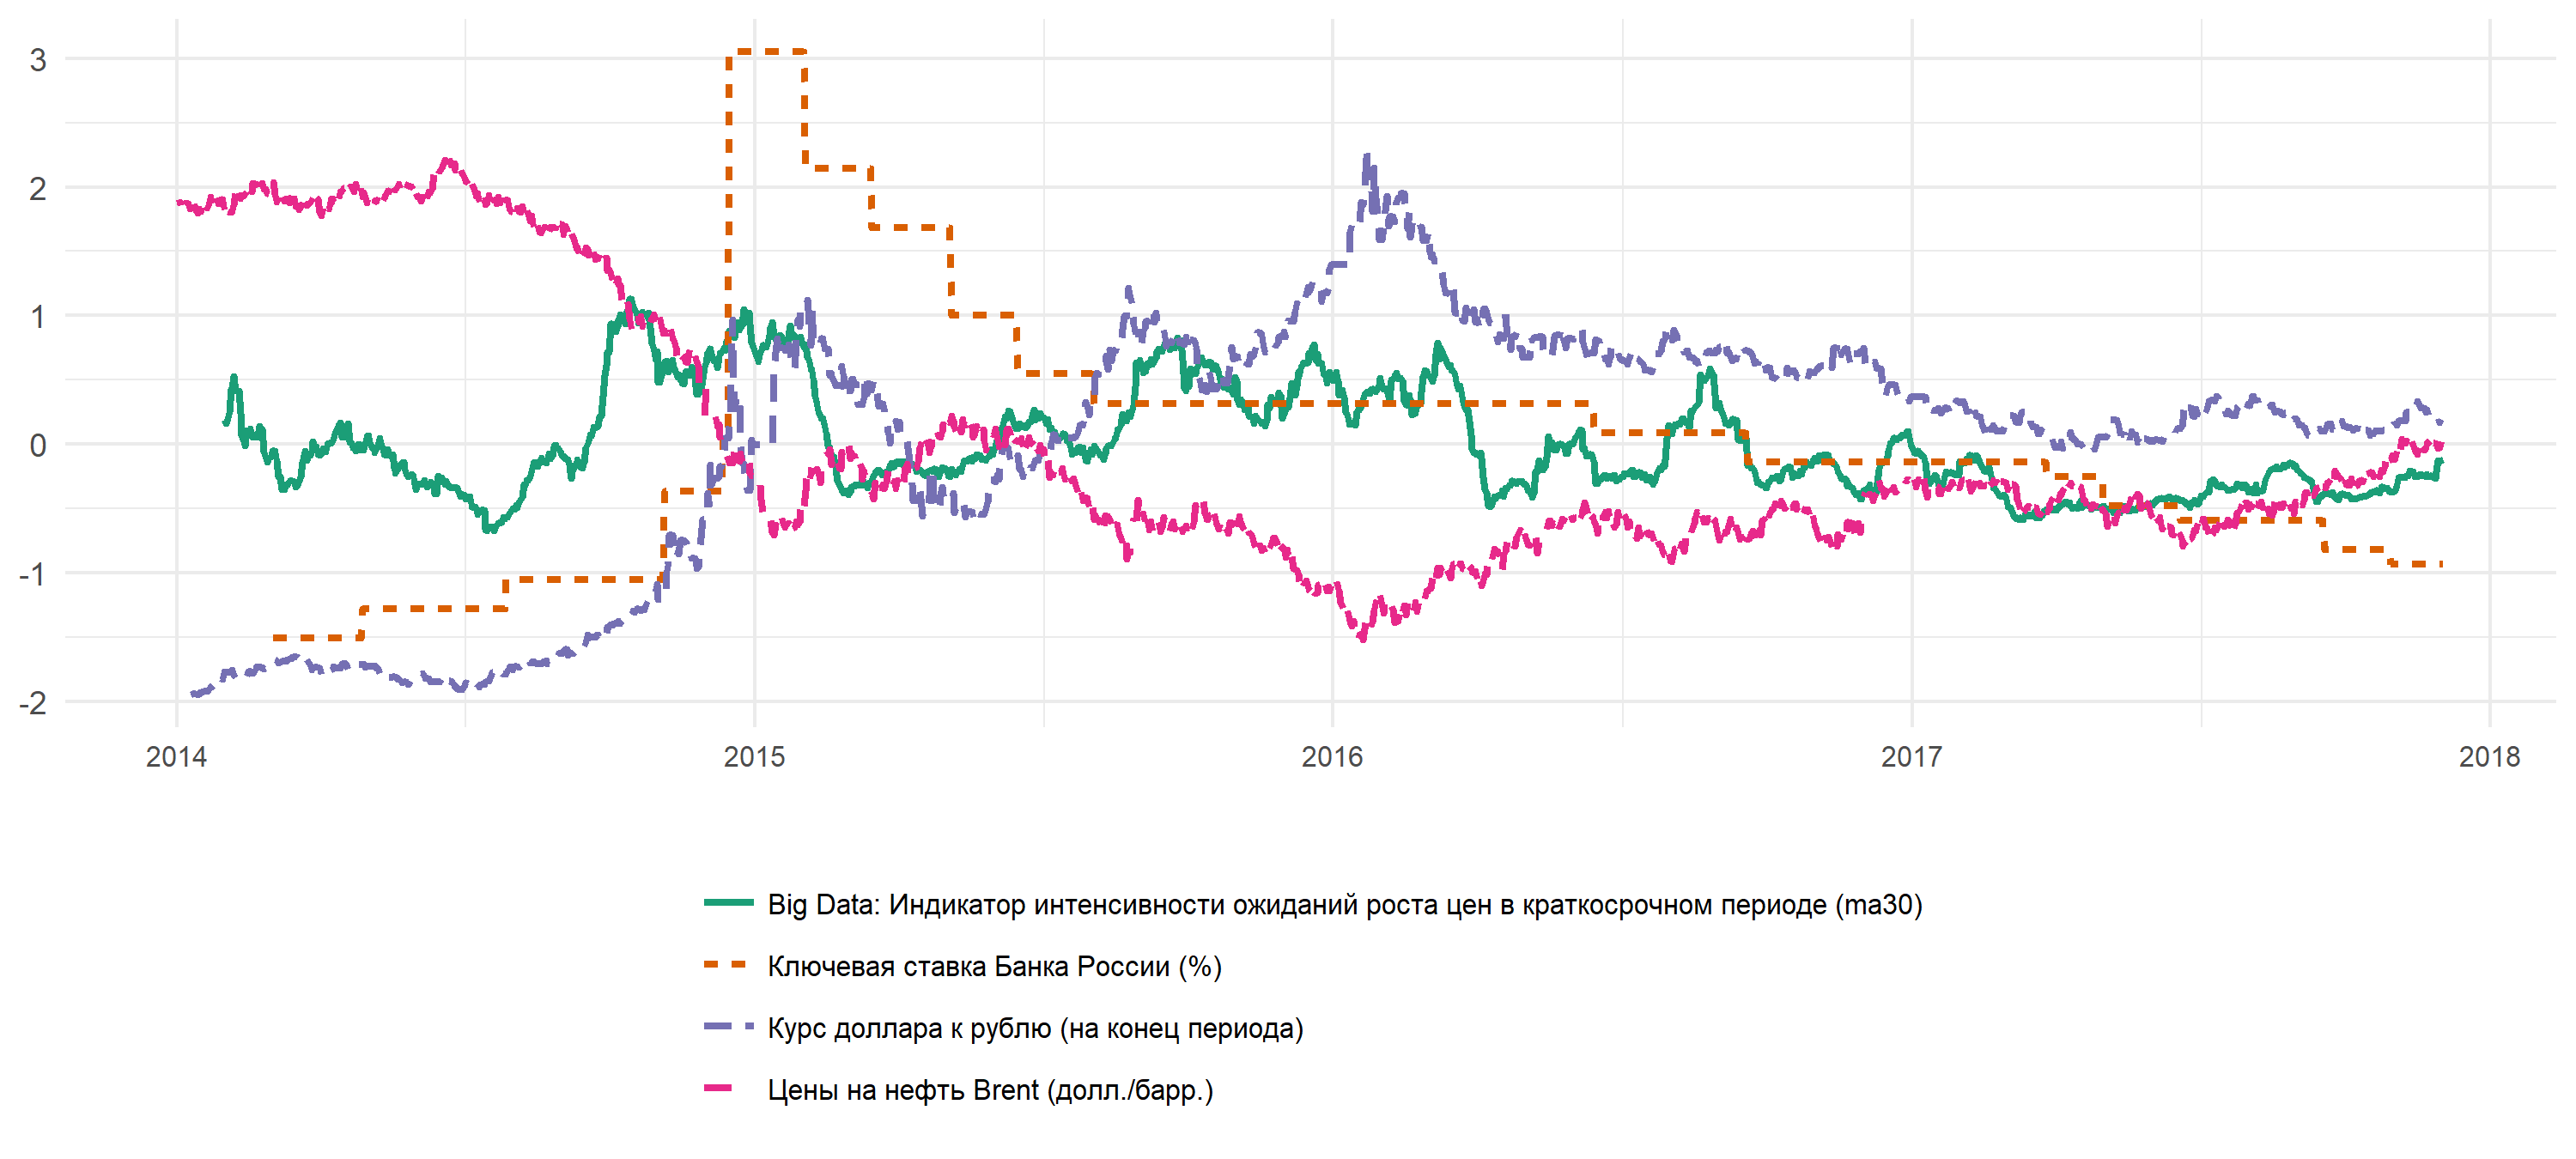 3
2
1
0
-1
-2
2014 2015 2016 2017 2018
Big Data: Индикатор интенсивности ожиданий роста цен в краткосрочном периоде (ma30)
Ключевая ставка Банка России (%)
Курс доллара к рублю (на конец периода)
Цены на нефть Brent (долл./барр.)